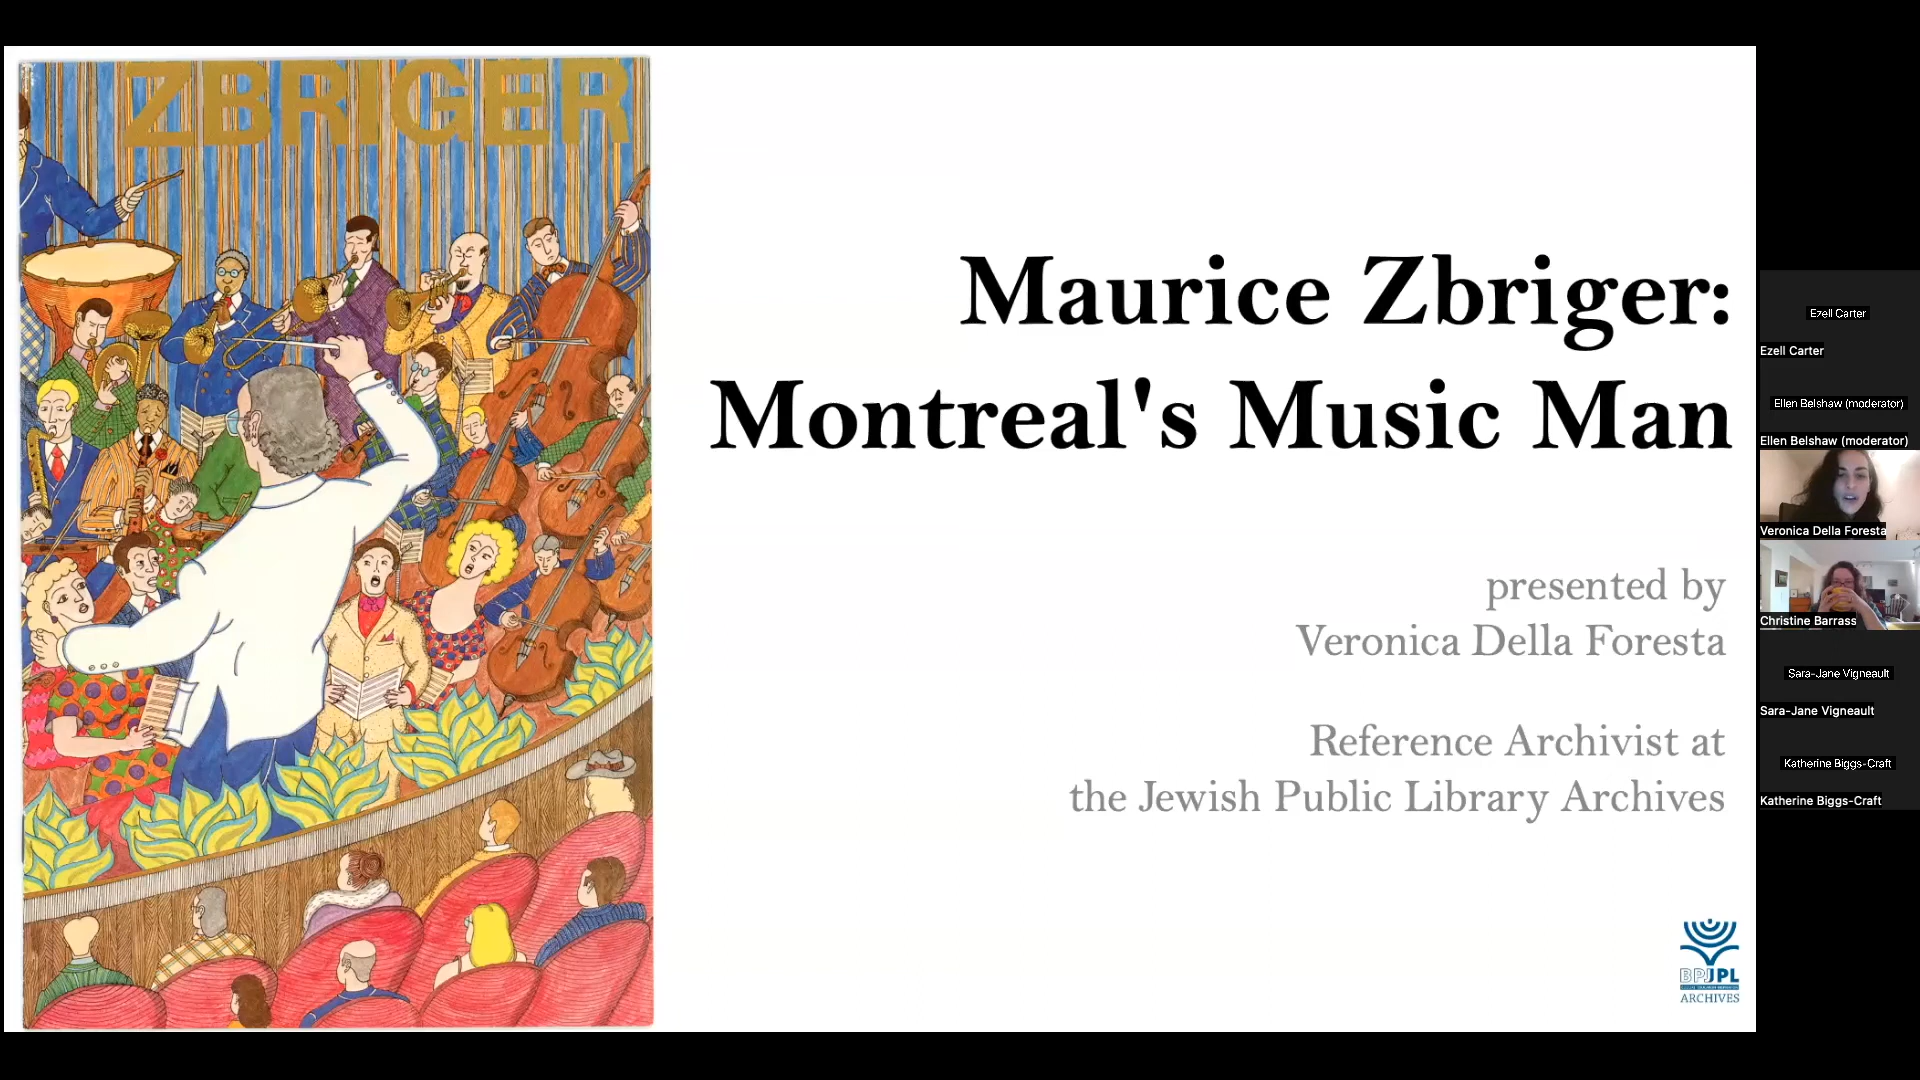 ZBRIGER
Maurice Zbriger:
Montreal's Music Man
presented by
Veronica Della Foresta
Reference Archivist at
the Jewish Public Library Archives
BPJPL
ARCHIVES
Ezell Carter
Ezell Carter
Ellen Belshaw (moderator)
Ellen Belshaw (moderator)
Veronica Della Foresta
Christine Barrass
Sara-Jane Vigneault
Sara-Jane Vigneault
Katherine Biggs-Craft
Katherine Biggs-Craft